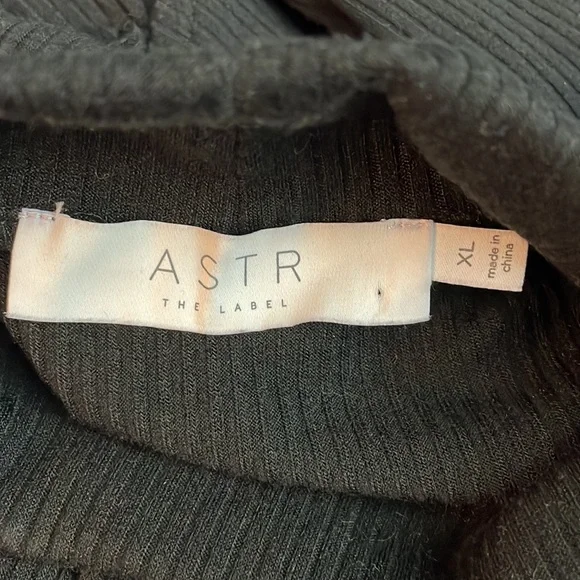 ASTR
THE LABEL
XL
made in
china